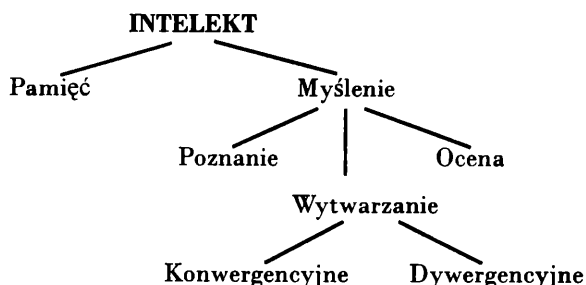 INTELEKT
Pamięć Myślenie
Poznanie Ocena
Wytwarzanie
Konwergencyjne Dywergencyjne